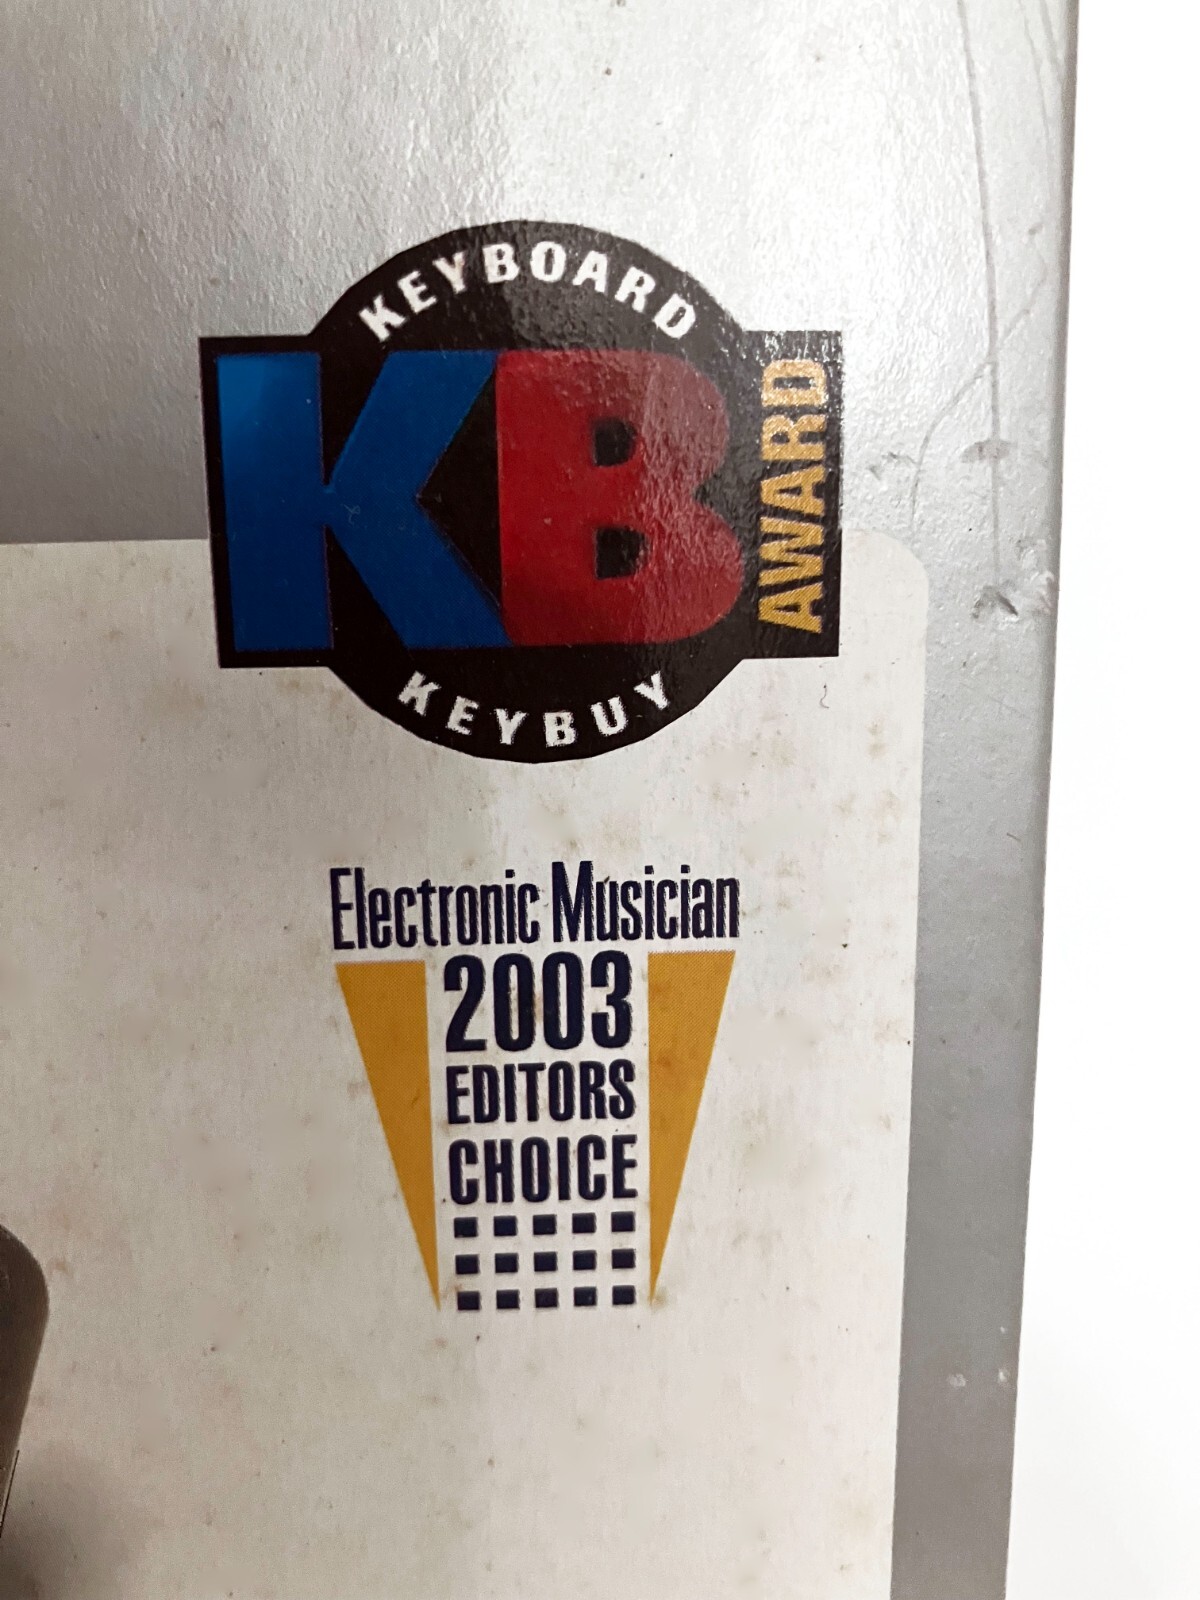 KEYBOARD
KB
AWARD
KEYBUY
Electronic Musician
2003
EDITORS
CHOICE